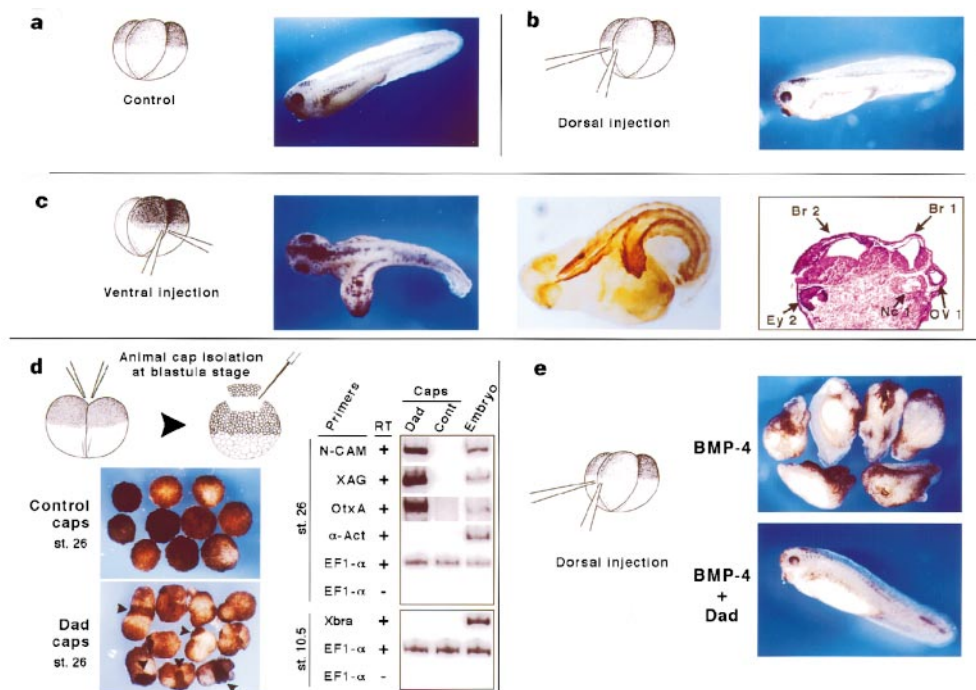 a
Control
b
Dorsal injection
c
Ventral injection
Br 2
Br 1
Ey 2
No 1
OV 1
d
Animal cap isolation
at blastula stage
Control
caps
st. 26
Dad
caps
st. 26
Primers
RT
Caps
Dad
Cont
Embryo
st. 26
N-CAM +
XAG +
OtxA +
α-Act +
EF1-α +
EF1-α -
st. 10.5
Xbra +
EF1-α +
EF1-α -
e
Dorsal injection
BMP-4
BMP-4
+
Dad